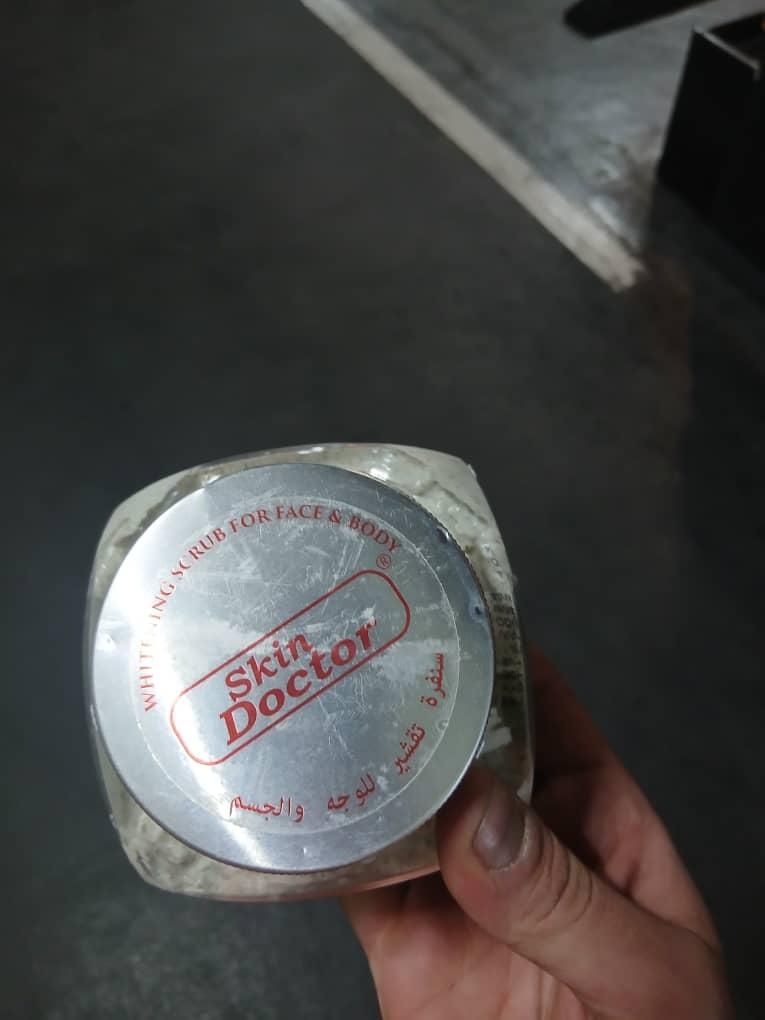 WHITENING SCRUB FOR FACE & BODY
®
Skin
Doctor
سنفرة تقشير للوجه والجسم